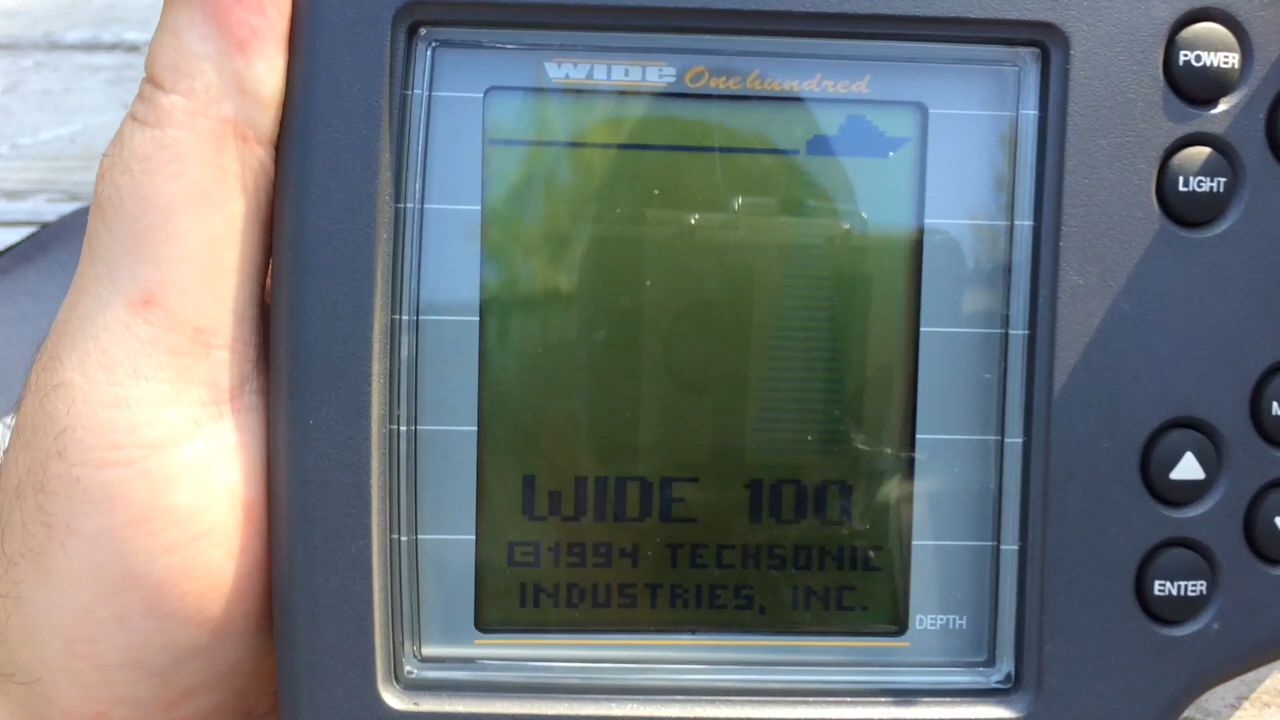 WIDE Onehundred
POWER
LIGHT
WIDE 100
©1994 TECHSONIC
INDUSTRIES, INC.
ENTER
DEPTH